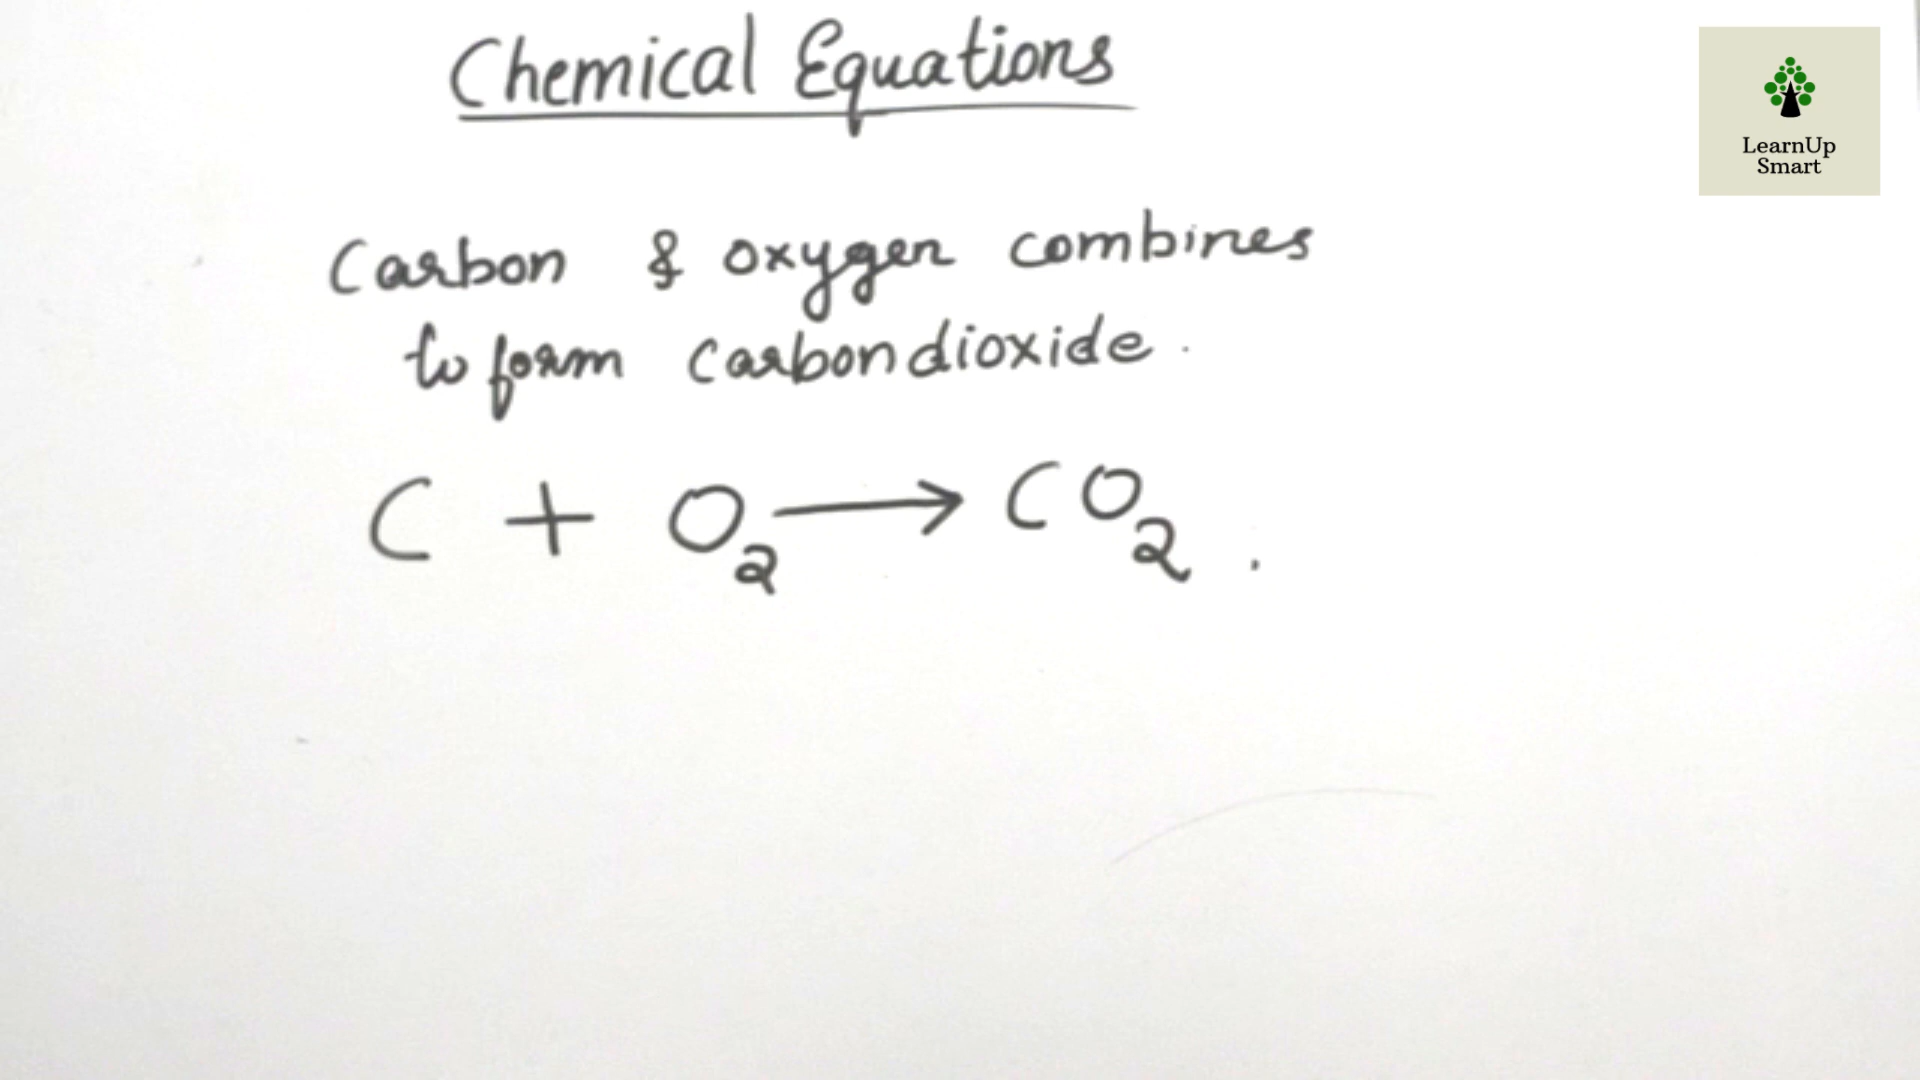 Chemical Equations
LearnUp
Smart
Carbon & oxygen combines
to form Carbondioxide.
C + O₂ → CO₂.